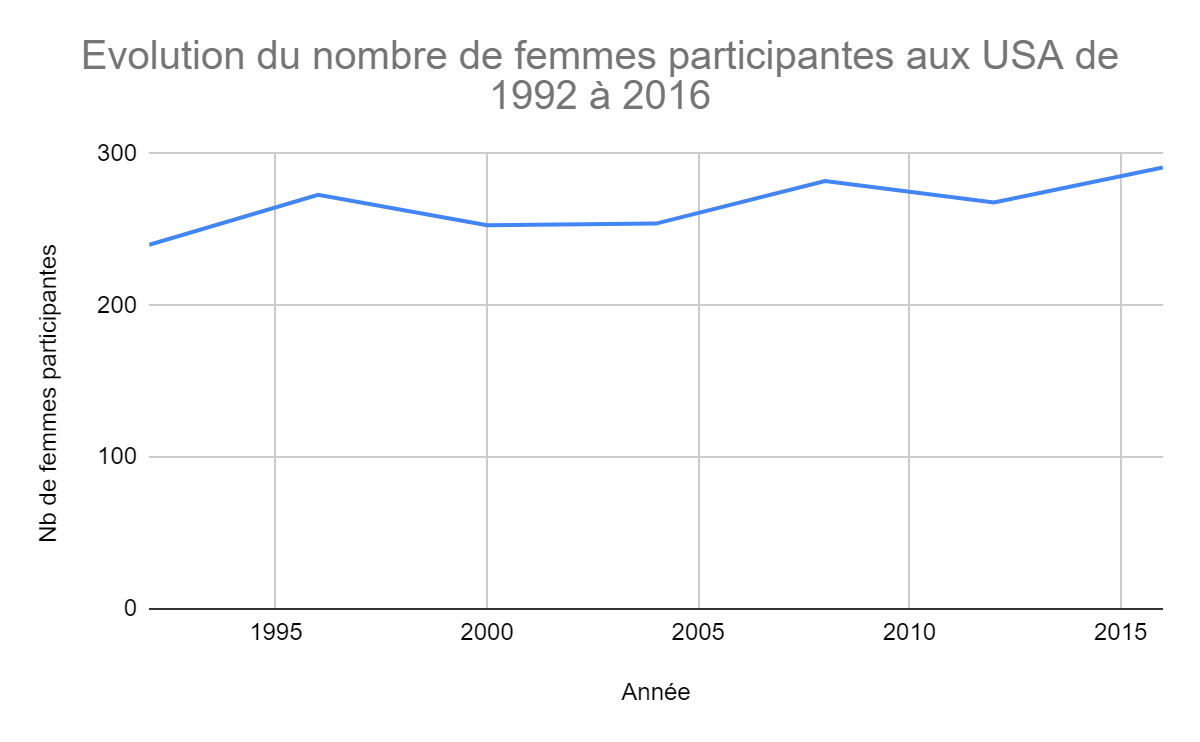 Evolution du nombre de femmes participantes aux USA de
1992 à 2016
Nb de femmes participantes
300
200
100
0
1995
2000
2005
2010
2015
Année